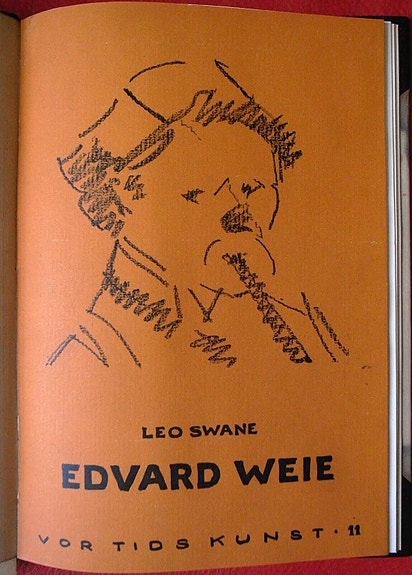 LEO SWANE
EDVARD WEIE
VOR TIDS KUNST · 11